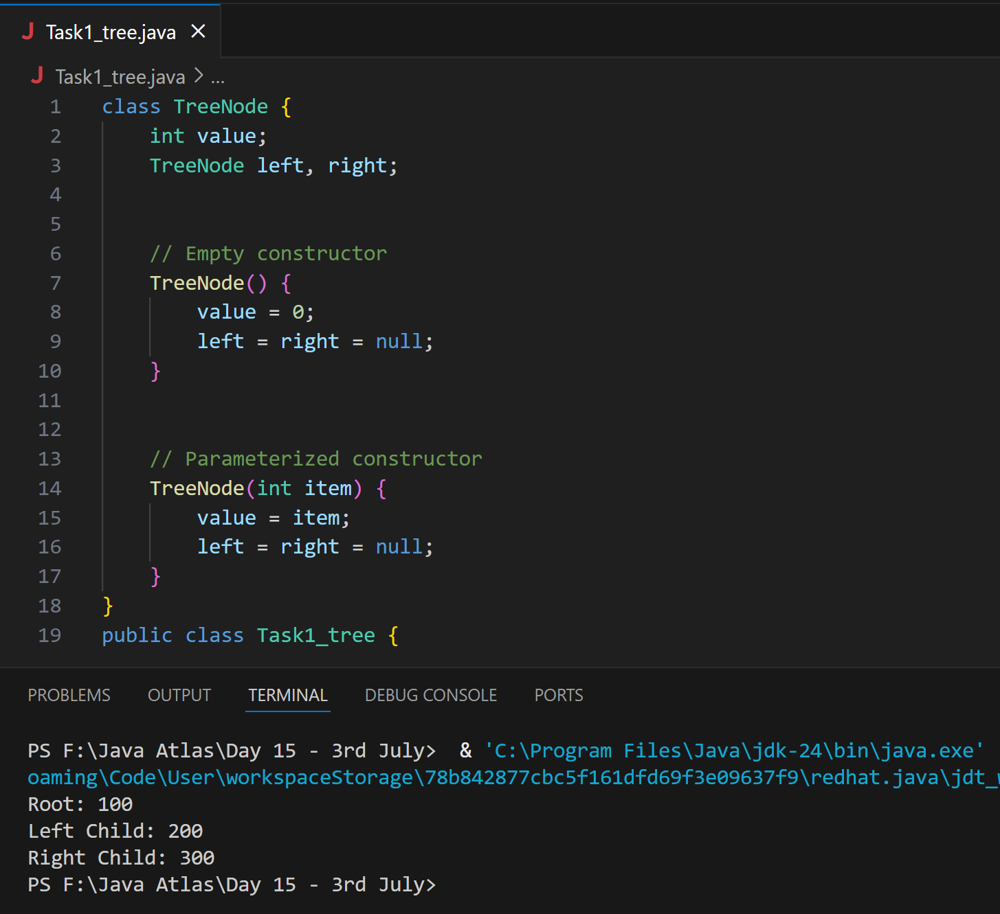 Task1_tree.java
Task1_tree.java > ...
1 class TreeNode {
2     int value;
3     TreeNode left, right;
4
5
6     // Empty constructor
7     TreeNode() {
8         value = 0;
9         left = right = null;
10     }
11
12
13     // Parameterized constructor
14     TreeNode(int item) {
15         value = item;
16         left = right = null;
17     }
18 }
19 public class Task1_tree {
PROBLEMS OUTPUT TERMINAL DEBUG CONSOLE PORTS
PS F:\Java Atlas\Day 15 - 3rd July>  & 'C:\Program Files\Java\jdk-24\bin\java.exe'
oaming\Code\User\workspaceStorage\78b842877cbc5f161dfd69f3e09637f9\redhat.java\jdt_
Root: 100
Left Child: 200
Right Child: 300
PS F:\Java Atlas\Day 15 - 3rd July>